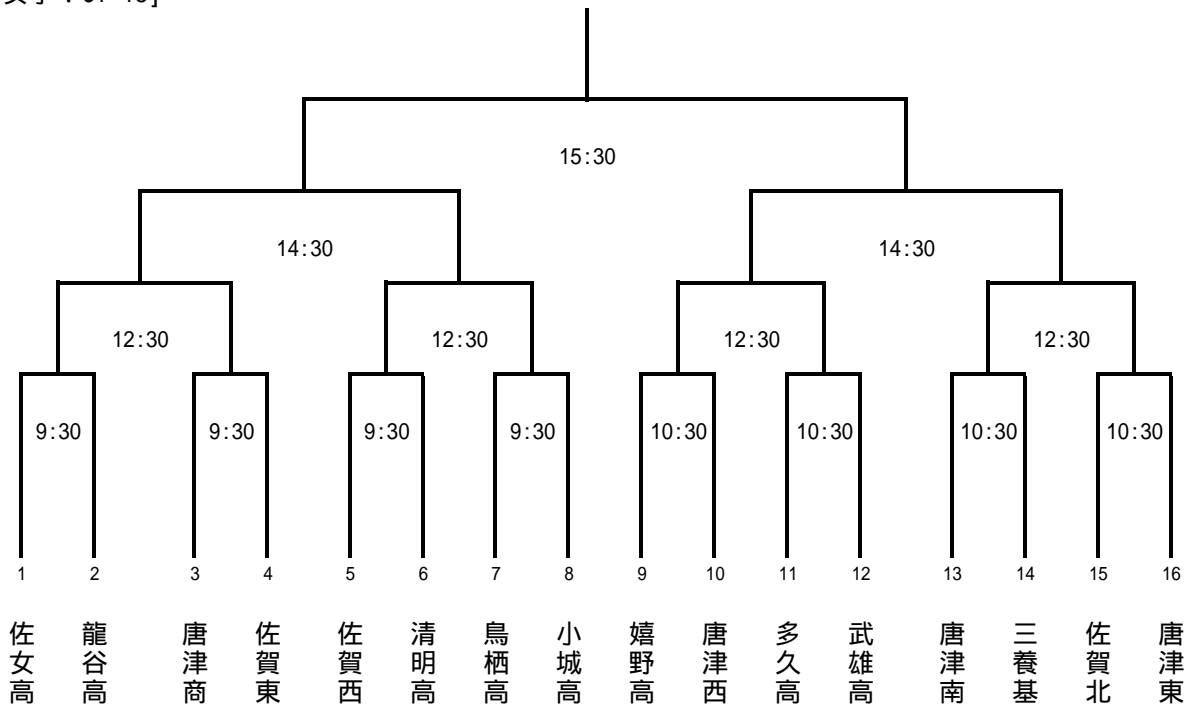 15:30
14:30 14:30
12:30 12:30 12:30 12:30
9:30 9:30 9:30 9:30 10:30 10:30 10:30 10:30
1 2 3 4 5 6 7 8 9 10 11 12 13 14 15 16
佐女高
龍谷高
唐津商
佐賀東
佐賀西
清明高
鳥栖高
小城高
嬉野高
唐津西
多久高
武雄高
唐津南
三養基
佐賀北
唐津東